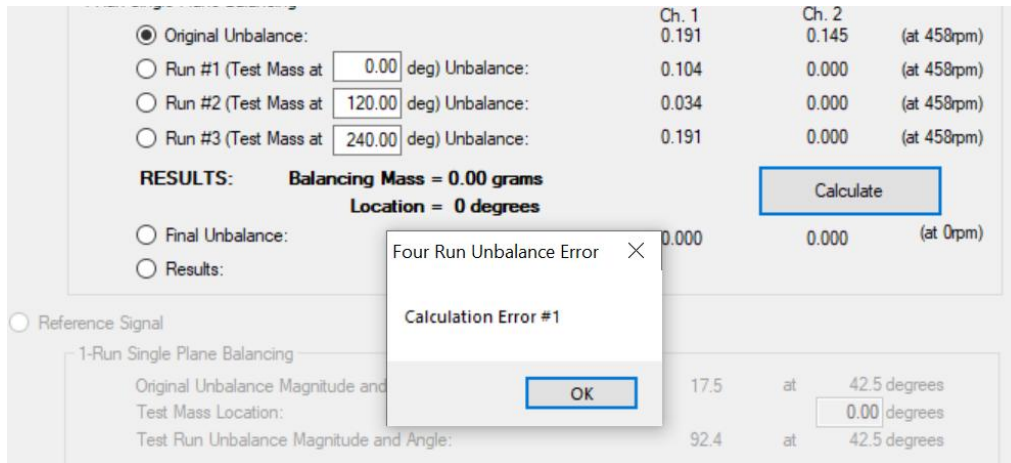 Ch. 1 Ch. 2
Original Unbalance: 0.191 0.145 (at 458rpm)
Run #1 (Test Mass at 0.00 deg) Unbalance: 0.104 0.000 (at 458rpm)
Run #2 (Test Mass at 120.00 deg) Unbalance: 0.034 0.000 (at 458rpm)
Run #3 (Test Mass at 240.00 deg) Unbalance: 0.191 0.000 (at 458rpm)
RESULTS: Balancing Mass = 0.00 grams Calculate
Location = 0 degrees
Final Unbalance: 0.000 0.000 (at 0rpm)
Four Run Unbalance Error
Results:
Calculation Error #1
OK
Reference Signal
1-Run Single Plane Balancing
Original Unbalance Magnitude and 17.5 at 42.5 degrees
Test Mass Location: 0.00 degrees
Test Run Unbalance Magnitude and Angle: 92.4 at 42.5 degrees